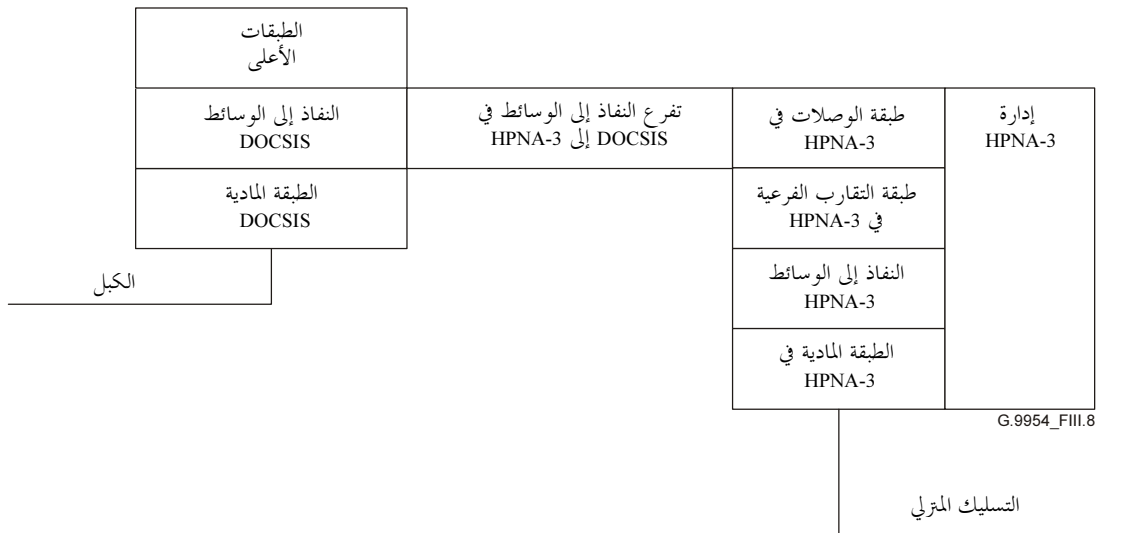 الطبقات
الأعلى
النفاذ إلى الوسائط
DOCSIS
الطبقة المادية
DOCSIS
الكبل
تفرع النفاذ إلى الوسائط في
DOCSIS إلى HPNA-3
طبقة الوصلات في
HPNA-3
طبقة التقارب الفرعية
في HPNA-3
النفاذ إلى الوسائط
HPNA-3
الطبقة المادية في
HPNA-3
إدارة
HPNA-3
G.9954_FIII.8
التسليك المنزلي